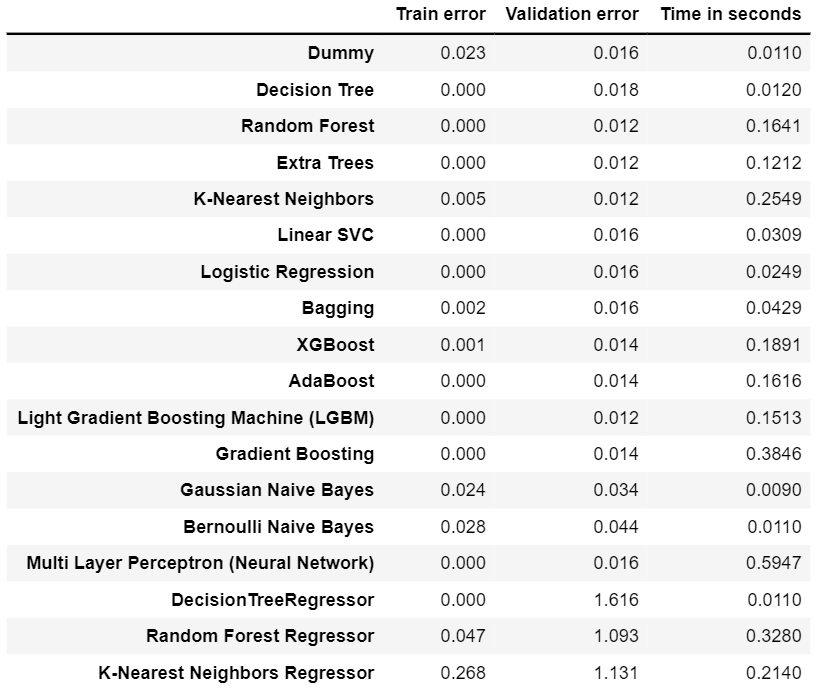 Train error Validation error Time in seconds
Dummy 0.023 0.016 0.0110
Decision Tree 0.000 0.018 0.0120
Random Forest 0.000 0.012 0.1641
Extra Trees 0.000 0.012 0.1212
K-Nearest Neighbors 0.005 0.012 0.2549
Linear SVC 0.000 0.016 0.0309
Logistic Regression 0.000 0.016 0.0249
Bagging 0.002 0.016 0.0429
XGBoost 0.001 0.014 0.1891
AdaBoost 0.000 0.014 0.1616
Light Gradient Boosting Machine (LGBM) 0.000 0.012 0.1513
Gradient Boosting 0.000 0.014 0.3846
Gaussian Naive Bayes 0.024 0.034 0.0090
Bernoulli Naive Bayes 0.028 0.044 0.0110
Multi Layer Perceptron (Neural Network) 0.000 0.016 0.5947
DecisionTreeRegressor 0.000 1.616 0.0110
Random Forest Regressor 0.047 1.093 0.3280
K-Nearest Neighbors Regressor 0.268 1.131 0.2140